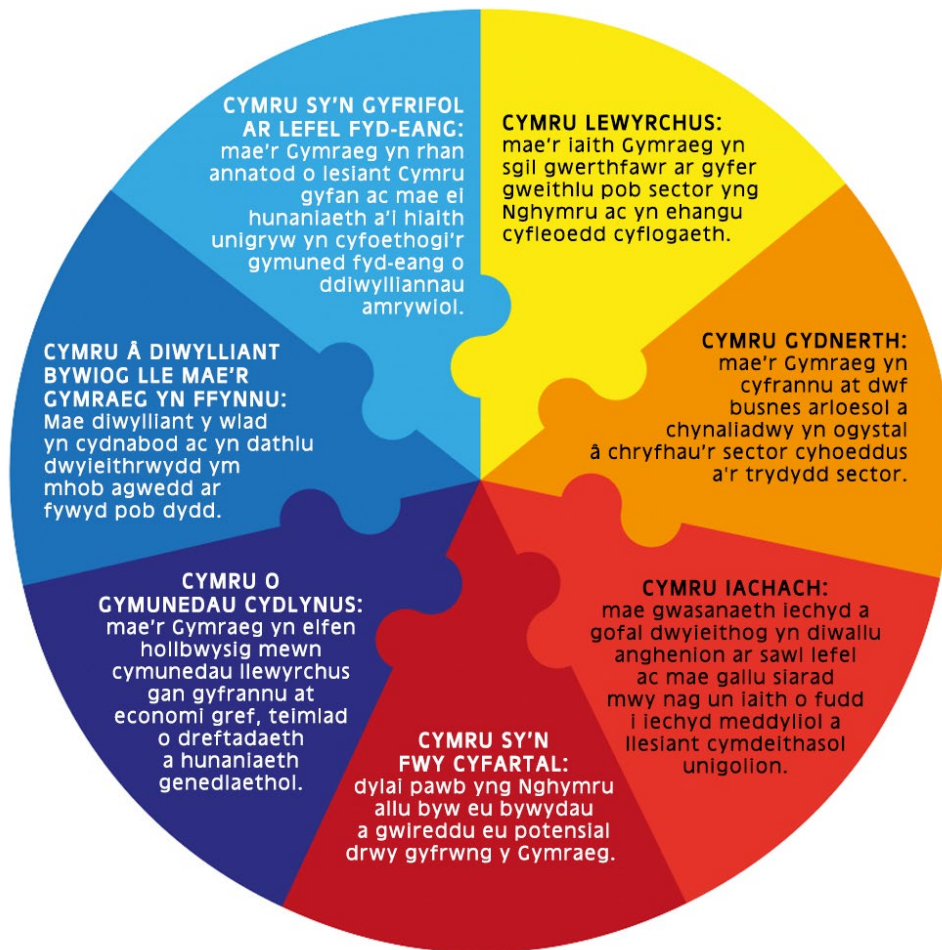 CYMRU SY'N GYFRIFOL
AR LEFEL FYD-EANG:
mae'r Gymraeg yn rhan
annatod o lesiant Cymru
gyfan ac mae ei
hunaniaeth a'i hiaith
unigryw yn cyfoethogi'r
gymuned fyd-eang o
ddiwylliannau
amrywiol.
CYMRU LEWYRCHUS:
mae'r iaith Gymraeg yn
sgil gwerthfawr ar gyfer
gweithlu pob sector yng
Nghymru ac yn ehangu
cyfleoedd cyflogaeth.
CYMRU GYDNERTH:
mae'r Gymraeg yn
cyfrannu at dwf
busnes arloesol a
chynaliadwy yn ogystal
â chryfhau'r sector cyhoeddus
a'r trydydd sector.
CYMRU IACHACH:
mae gwasanaeth iechyd a
gofal dwyieithog yn diwallu
anghenion ar sawl lefel
ac mae gallu siarad
mwy nag un iaith o fudd
i iechyd meddyliol a
llesiant cymdeithasol
unigolion.
CYMRU SY'N
FWY CYFARTAL:
dylai pawb yng Nghymru
allu byw eu bywydau
a gwireddu eu potensial
drwy gyfrwng y Gymraeg.
CYMRU O
GYMUNEDAU CYDLYNUS:
mae'r Gymraeg yn elfen
hollbwysig mewn
cymunedau llewyrchus
gan gyfrannu at
economi gref, teimlad
o dreftadaeth
a hunaniaeth
genedlaethol.
CYMRU Â DIWYLLIANT
BYWIOG LLE MAE'R
GYMRAEG YN FFYNNU:
Mae diwylliant y wlad
yn cydnabod ac yn dathlu
dwyieithrwydd ym
mhob agwedd ar
fywyd pob dydd.